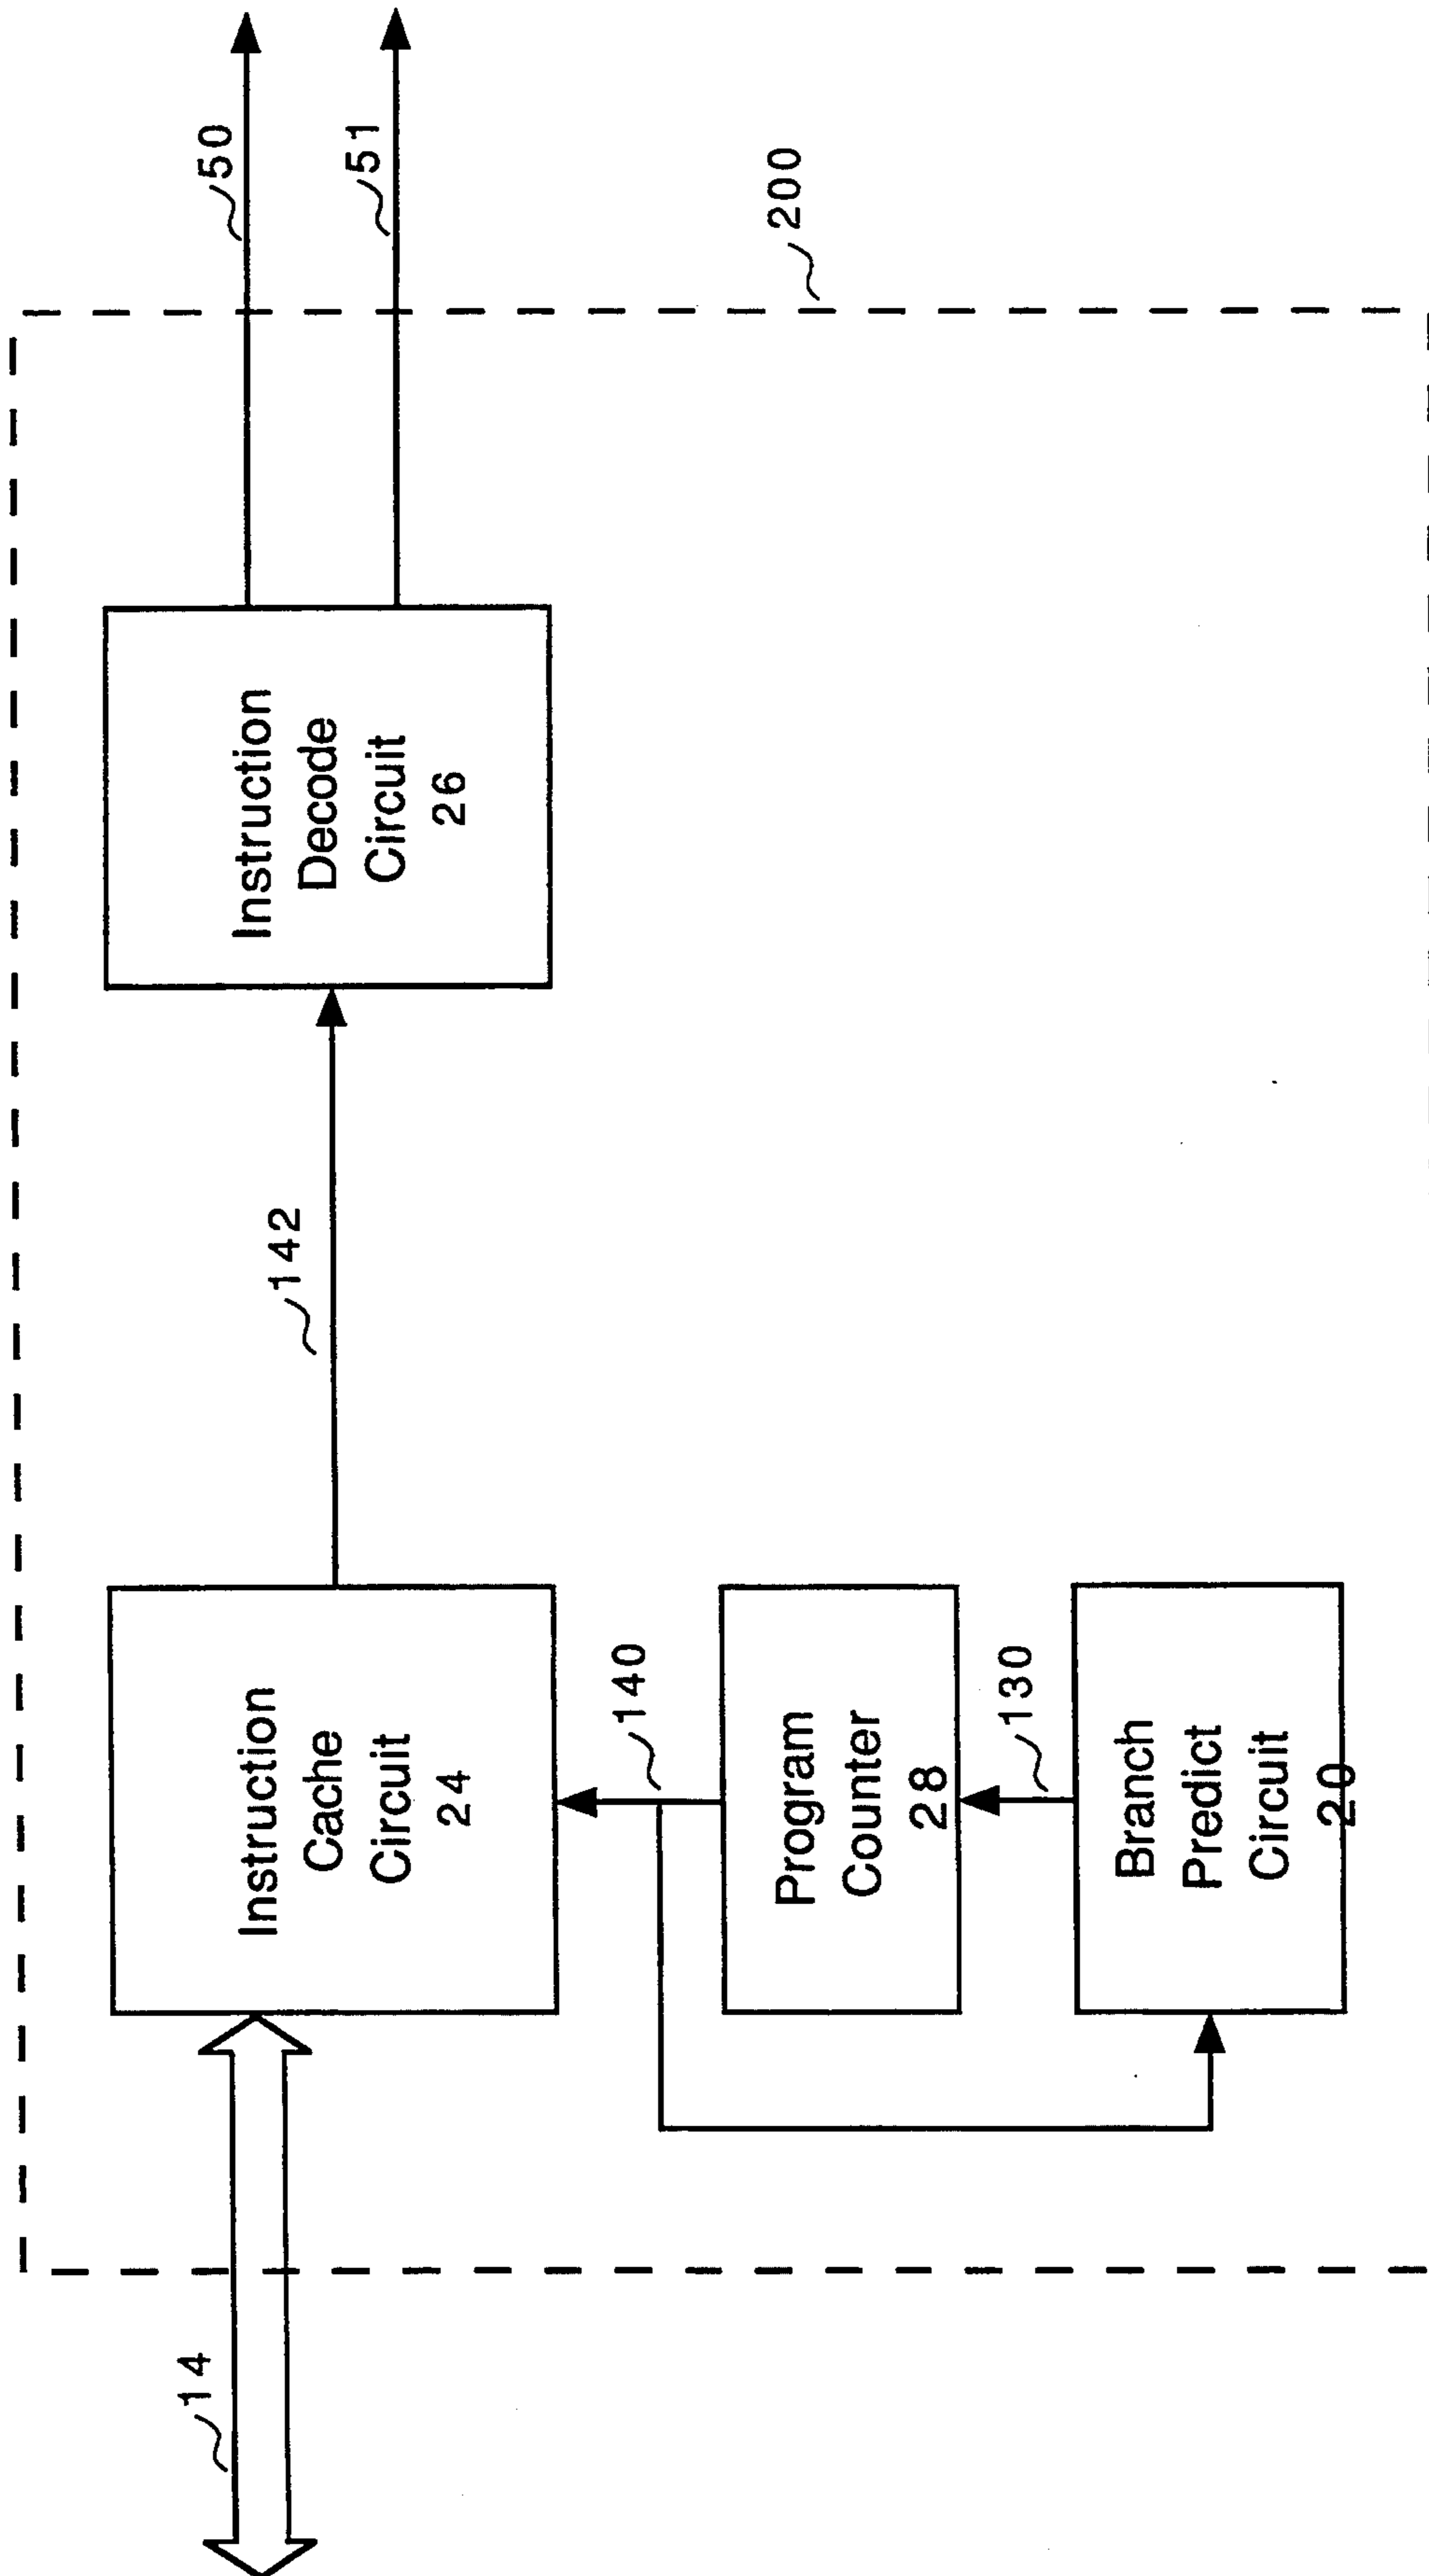 14
50
51
142
Instruction
Cache
Circuit
24
Instruction
Decode
Circuit
26
140
200
Program
Counter
28
130
Branch
Predict
Circuit
20